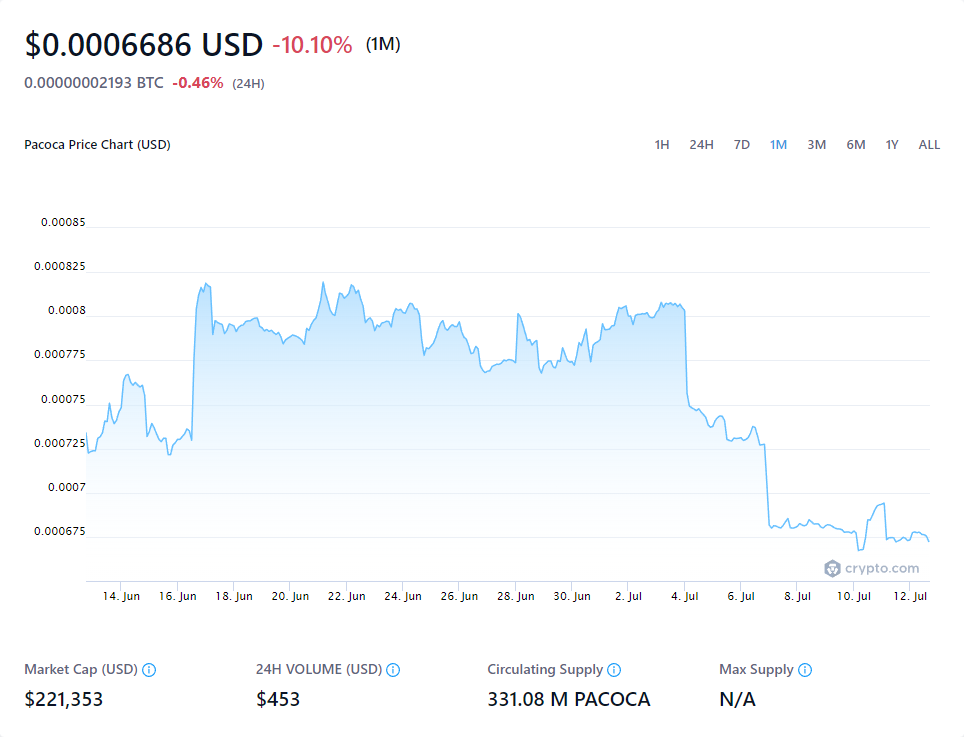 $0.0006686 USD -10.10% (1M)
0.00000002193 BTC -0.46% (24H)
Pacoca Price Chart (USD)
1H 24H 7D 1M 3M 6M 1Y ALL
0.00085
0.000825
0.0008
0.000775
0.00075
0.000725
0.0007
0.000675
crypto.com
14. Jun 16. Jun 18. Jun 20. Jun 22. Jun 24. Jun 26. Jun 28. Jun 30. Jun 2. Jul 4. Jul 6. Jul 8. Jul 10. Jul 12. Jul
Market Cap (USD) 24H VOLUME (USD) Circulating Supply Max Supply
$221,353 $453 331.08 M PACOCA N/A